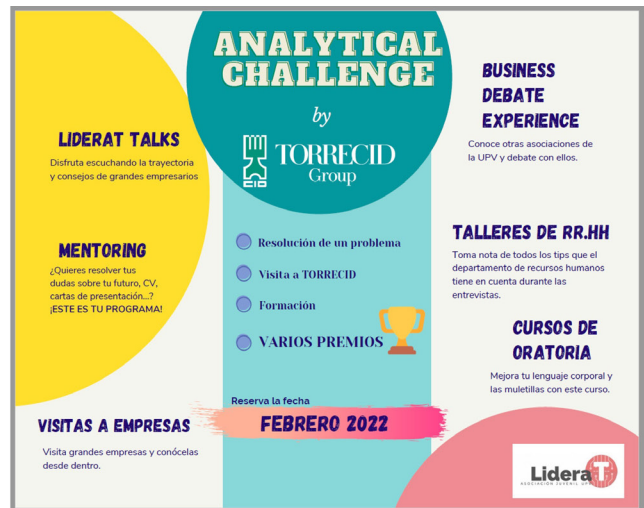 ANALYTICAL
CHALLENGE
by
TORRECID
Group
LIDERAT TALKS
Disfruta escuchando la trayectoria
y consejos de grandes empresarios
MENTORING
¿Quieres resolver tus
dudas sobre tu futuro, CV,
cartas de presentación...?
¡ESTE ES TU PROGRAMA!
VISITAS A EMPRESAS
Visita grandes empresas y conócelas
desde dentro.
Resolución de un problema
Visita a TORRECID
Formación
VARIOS PREMIOS
Reserva la fecha
FEBRERO 2022
BUSINESS
DEBATE
EXPERIENCE
Conoce otras asociaciones de
la UPV y debate con ellos.
TALLERES DE RR.HH
Toma nota de todos los tips que el
departamento de recursos humanos
tiene en cuenta durante las
entrevistas.
CURSOS DE
ORATORIA
Mejora tu lenguaje corporal y
las muletillas con este curso.
LideraT
ASOCIACIÓN JUVENIL UPV